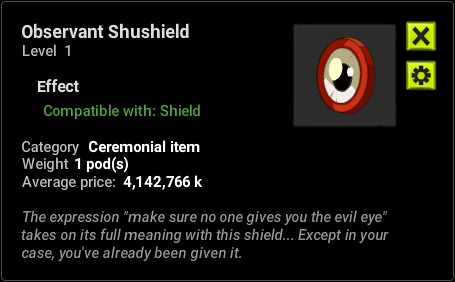 Observant Shushield
Level 1
Effect
Compatible with: Shield
Category Ceremonial item
Weight 1 pod(s)
Average price: 4,142,766 k
The expression "make sure no one gives you the evil eye"
takes on its full meaning with this shield... Except in your
case, you've already been given it.